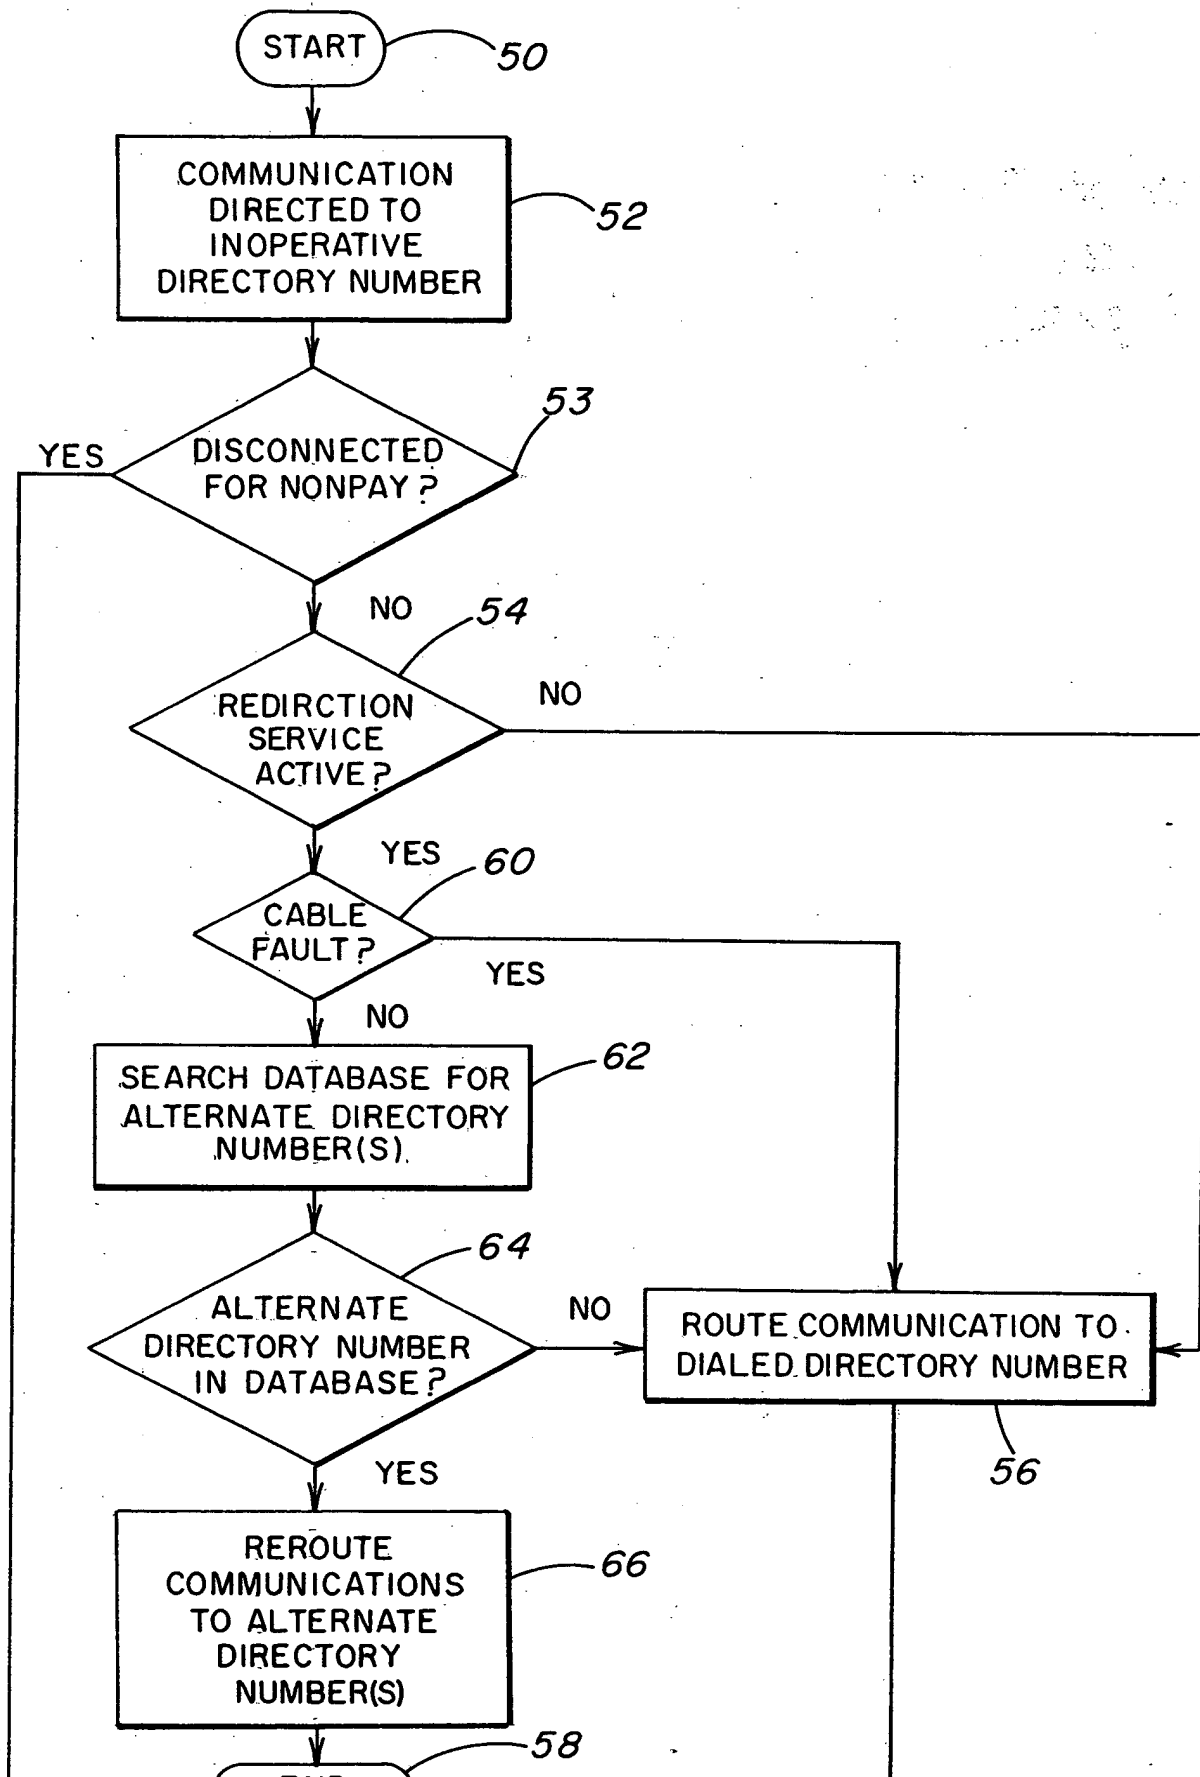 START
50
COMMUNICATION
DIRECTED TO
INOPERATIVE
DIRECTORY NUMBER
52
53
YES
DISCONNECTED
FOR NONPAY?
NO
54
REDIRCTION
SERVICE
ACTIVE?
NO
YES
60
CABLE
FAULT?
YES
NO
62
SEARCH DATABASE FOR
ALTERNATE DIRECTORY
NUMBER(S).
64
ALTERNATE
DIRECTORY NUMBER
IN DATABASE?
NO
ROUTE COMMUNICATION TO
DIALED DIRECTORY NUMBER
56
YES
REROUTE
COMMUNICATIONS
TO ALTERNATE
DIRECTORY
NUMBER(S)
66
58